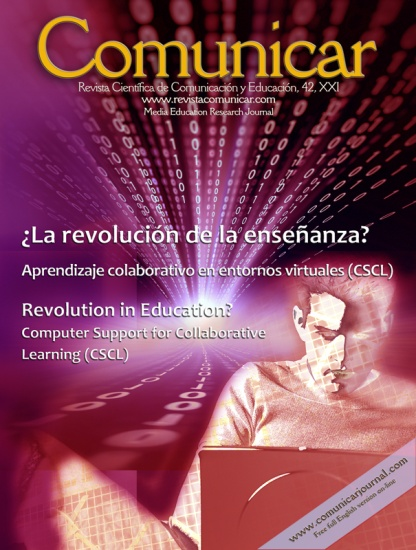 Comunicar
Revista Científica de Comunicación y Educación, 42, XXI
www.revistacomunicar.com
Media Education Research Journal
¿La revolución de la enseñanza?
Aprendizaje colaborativo en entornos virtuales (CSCL)
Revolution in Education?
Computer Support for Collaborative
Learning (CSCL)
www.comunicarjournal.com
Free full English version on-line